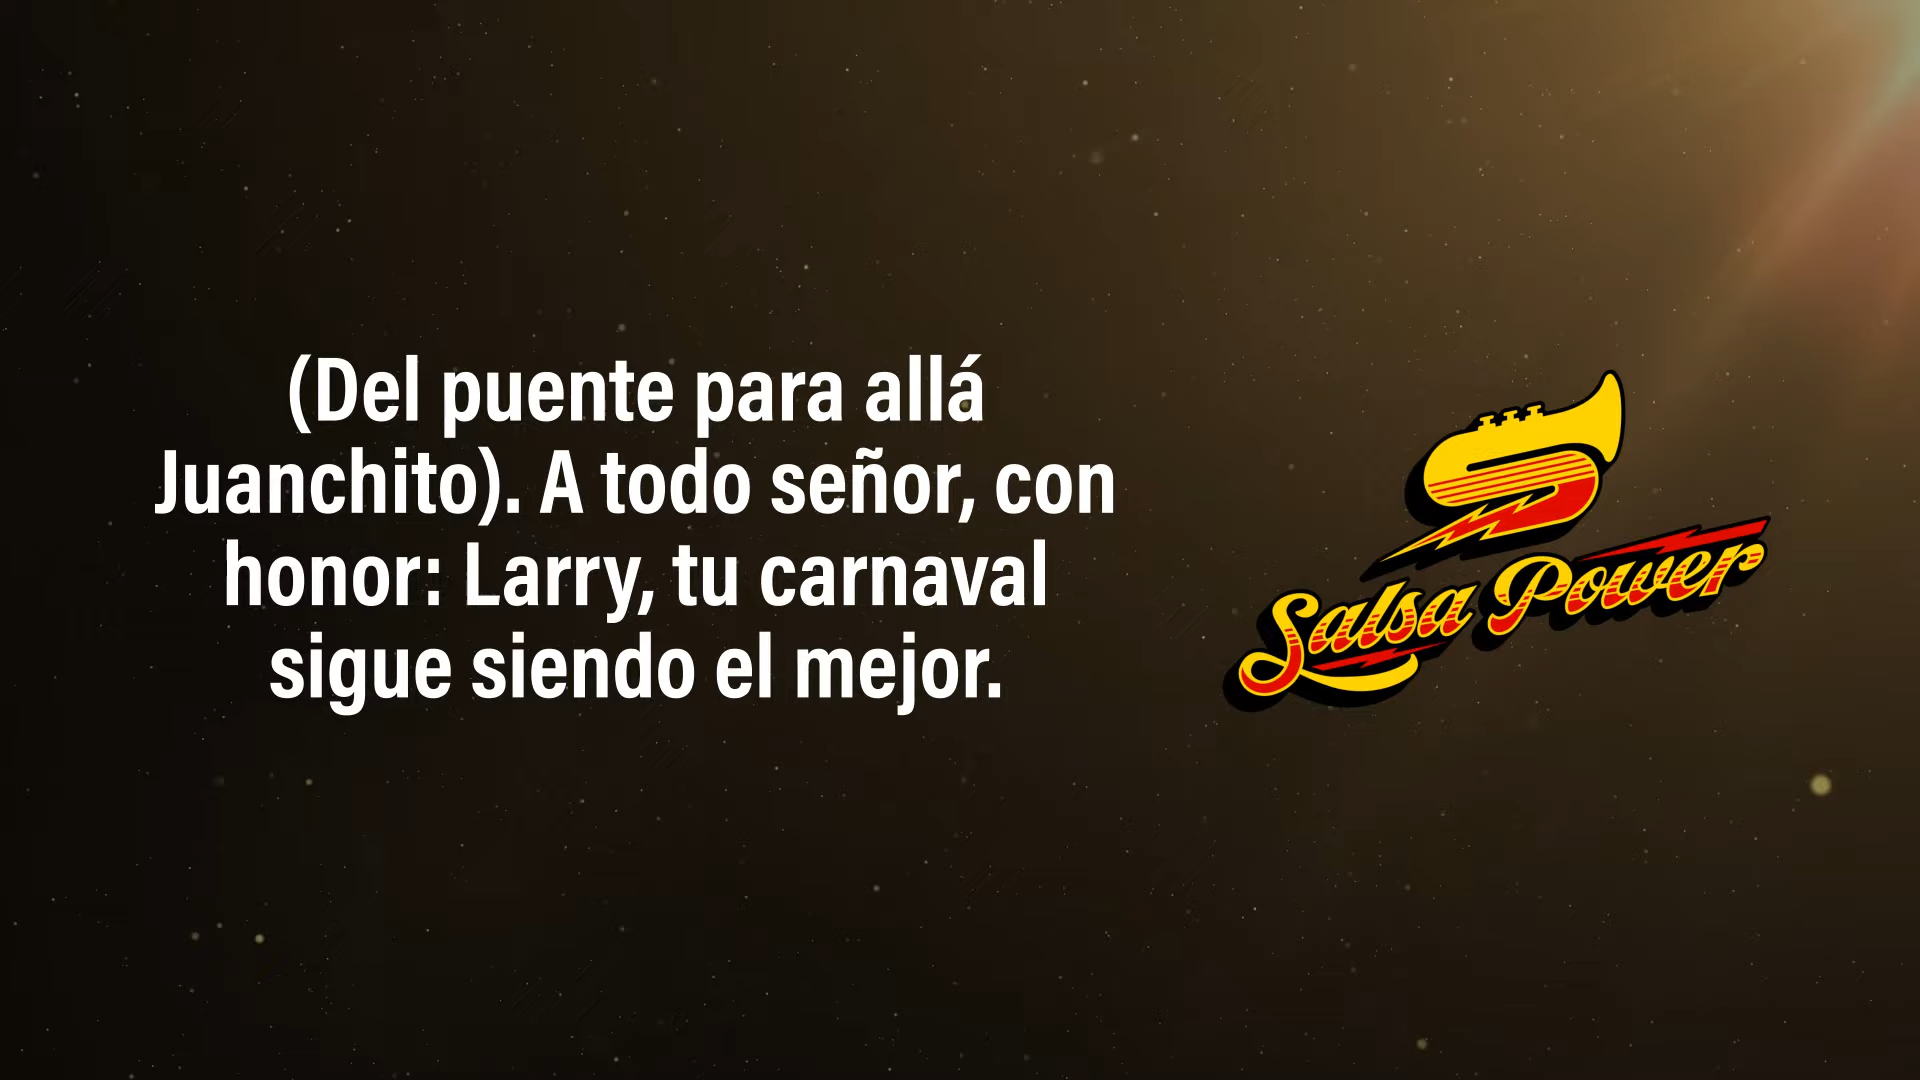 (Del puente para allá
Juanchito). A todo señor, con
honor: Larry, tu carnaval
sigue siendo el mejor.
Salsa Power